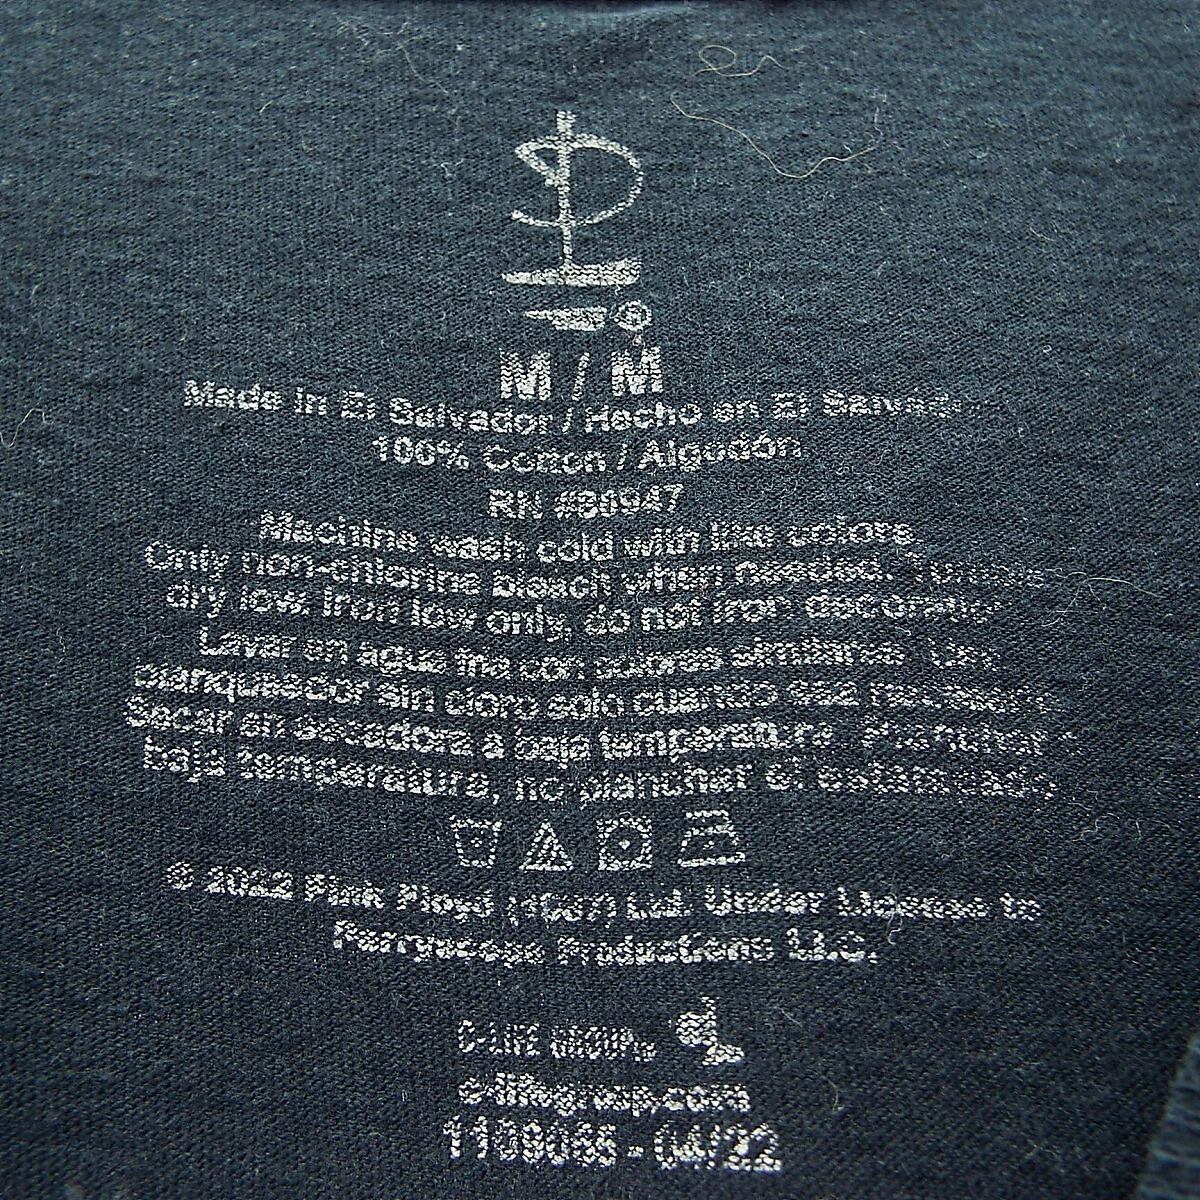 ®
M / M
Made in El Salvador / Hecho en El Salvador
100% Cotton / Algodón
RN #80947
Machine wash cold with like colors.
Only non-chlorine bleach when needed.
dry low. Iron low only, do not iron decoration.
Lavar en agua fria con colores similares.
blanqueador sin cloro solo cuando sea necesario.
Secar en secadora a baja temperatura. Planchar a
baja temperatura, no planchar el estampado.
© 2022 Pink Floyd (1987) Ltd. Under License to
Perryscope Productions LLC.
C-LIFE GROUP
c-lifegroup.com
1109085 - 04/22